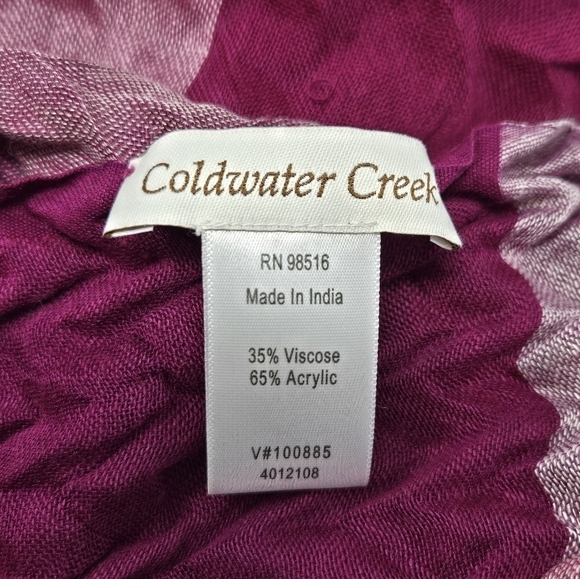 Coldwater Creek
RN 98516
Made In India
35% Viscose
65% Acrylic
V#100885
4012108